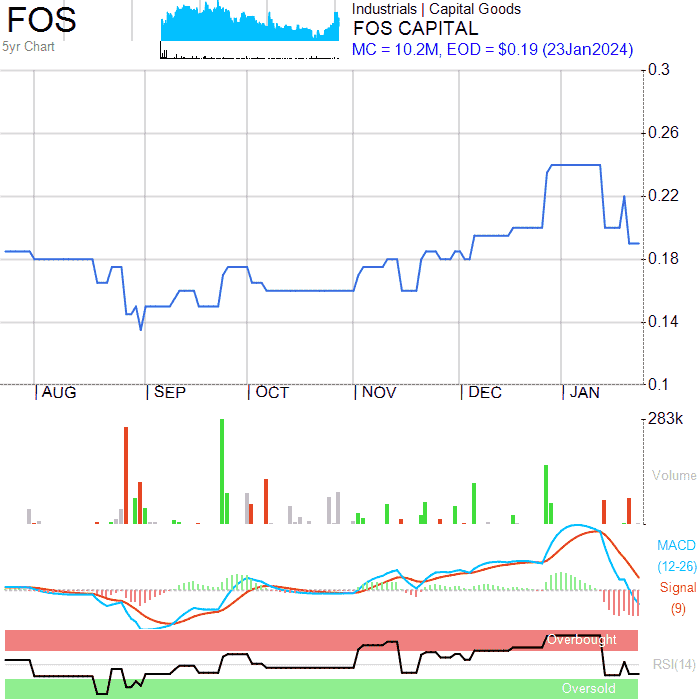 FOS
5yr Chart
Industrials | Capital Goods
FOS CAPITAL
MC = 10.2M, EOD = $0.19 (23Jan2024)
0.3
0.26
0.22
0.18
0.14
0.1
AUG SEP OCT NOV DEC JAN
283k
Volume
MACD
(12-26)
Signal
(9)
Overbought
RSI(14)
Oversold